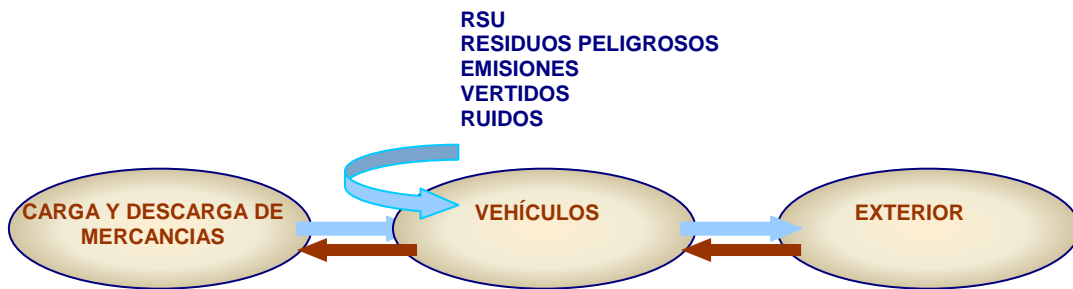 RSU
RESIDUOS PELIGROSOS
EMISIONES
VERTIDOS
RUIDOS
CARGA Y DESCARGA DE
MERCANCIAS
VEHÍCULOS
EXTERIOR